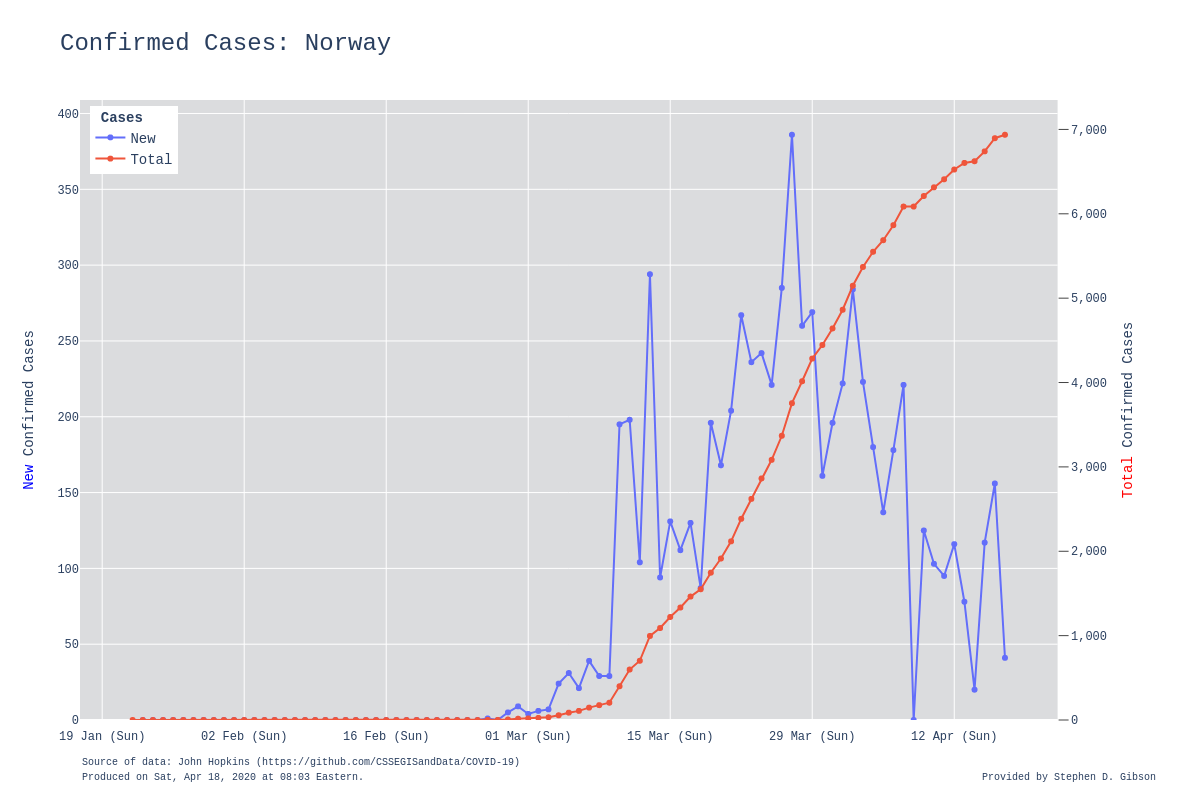 Confirmed Cases: Norway
Cases
New
Total
400
350
300
250
200
150
100
50
0
7,000
6,000
5,000
4,000
3,000
2,000
1,000
0
New Confirmed Cases
Total Confirmed Cases
19 Jan (Sun) 02 Feb (Sun) 16 Feb (Sun) 01 Mar (Sun) 15 Mar (Sun) 29 Mar (Sun) 12 Apr (Sun)
Source of data: John Hopkins (https://github.com/CSSEGISandData/COVID-19)
Produced on Sat, Apr 18, 2020 at 08:03 Eastern.
Provided by Stephen D. Gibson